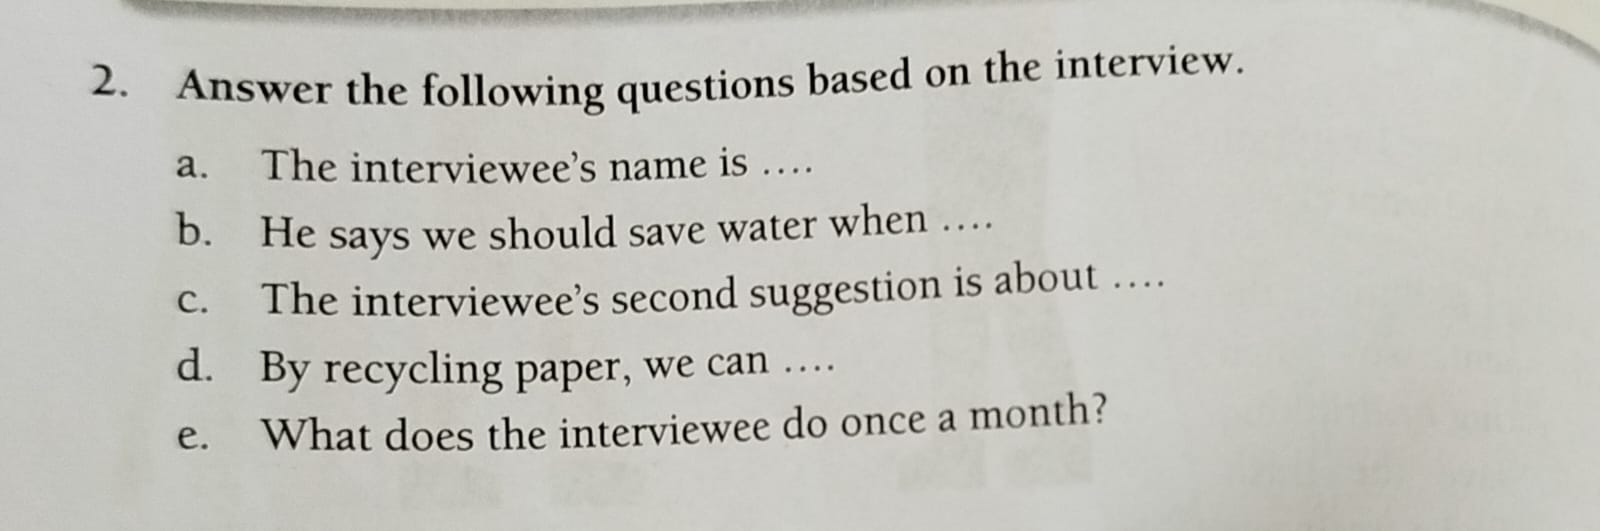 2. Answer the following questions based on the interview.
a. The interviewee's name is ....
b. He says we should save water when ....
c. The interviewee's second suggestion is about ....
d. By recycling paper, we can ....
e. What does the interviewee do once a month?